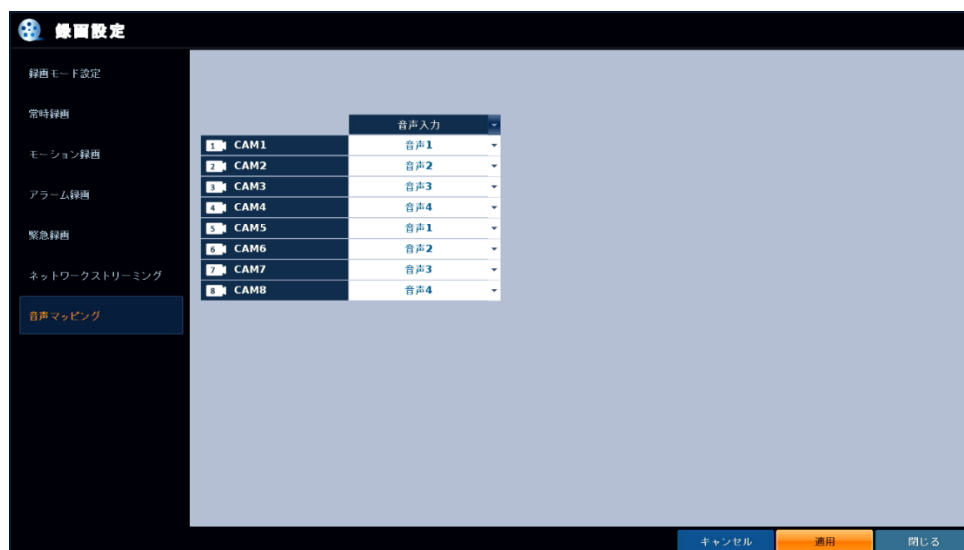 録画設定
録画モード設定
常時録画
モーション録画
アラーム録画
緊急録画
ネットワークストリーミング
音声マッピング
音声入力
1 CAM1 音声1
2 CAM2 音声2
3 CAM3 音声3
4 CAM4 音声4
5 CAM5 音声1
6 CAM6 音声2
7 CAM7 音声3
8 CAM8 音声4
キャンセル 適用 閉じる